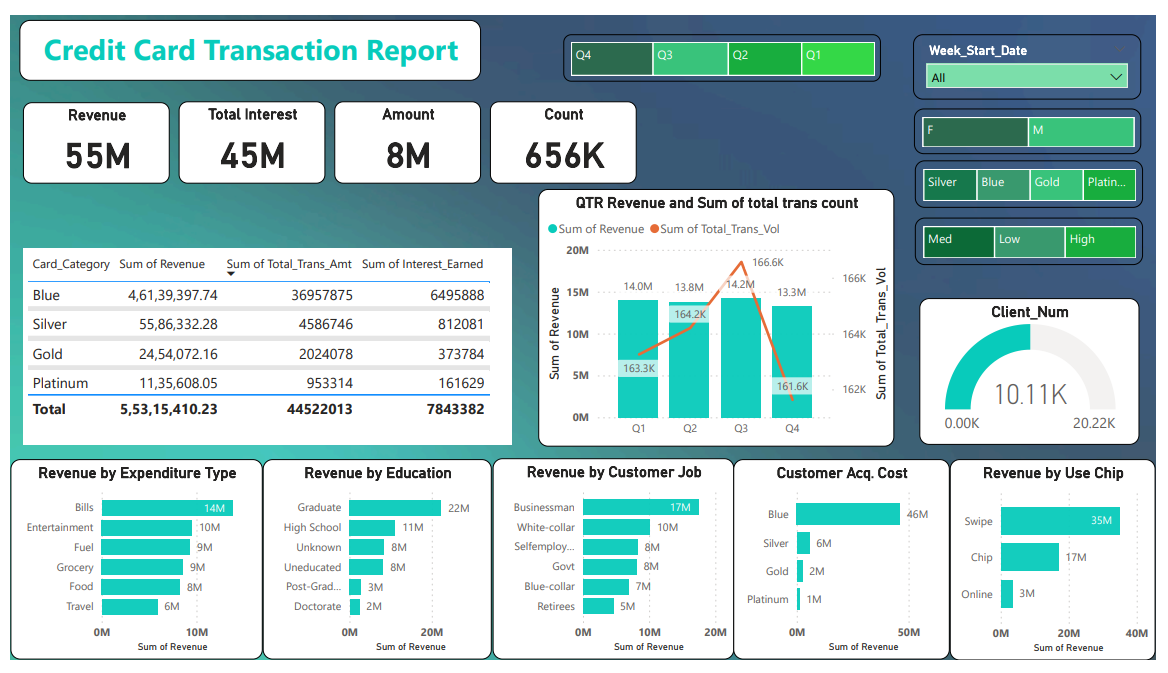 Credit Card Transaction Report
Q4 Q3 Q2 Q1
Week_Start_Date
All
Revenue
55M
Total Interest
45M
Amount
8M
Count
656K
F M
Silver Blue Gold Platin...
Med Low High
Card_Category Sum of Revenue Sum of Total_Trans_Amt Sum of Interest_Earned
Blue 4,61,39,397.74 36957875 6495888
Silver 55,86,332.28 4586746 812081
Gold 24,54,072.16 2024078 373784
Platinum 11,35,608.05 953314 161629
Total 5,53,15,410.23 44522013 7843382
QTR Revenue and Sum of total trans count
Sum of Revenue Sum of Total_Trans_Vol
Sum of Revenue
20M
15M
10M
5M
0M
14.0M 13.8M 14.2M 13.3M
163.3K 164.2K 166.6K 161.6K
Q1 Q2 Q3 Q4
166K
164K
162K
Sum of Total_Trans_Vol
Client_Num
10.11K
0.00K 20.22K
Revenue by Expenditure Type
Bills 14M
Entertainment 10M
Fuel 9M
Grocery 9M
Food 8M
Travel 6M
0M 10M
Sum of Revenue
Revenue by Education
Graduate 22M
High School 11M
Unknown 8M
Uneducated 8M
Post-Grad... 3M
Doctorate 2M
0M 20M
Sum of Revenue
Revenue by Customer Job
Businessman 17M
White-collar 10M
Selfemploy... 8M
Govt 8M
Blue-collar 7M
Retirees 5M
0M 10M 20M
Sum of Revenue
Customer Acq. Cost
Blue 46M
Silver 6M
Gold 2M
Platinum 1M
0M 50M
Sum of Revenue
Revenue by Use Chip
Swipe 35M
Chip 17M
Online 3M
0M 20M 40M
Sum of Revenue